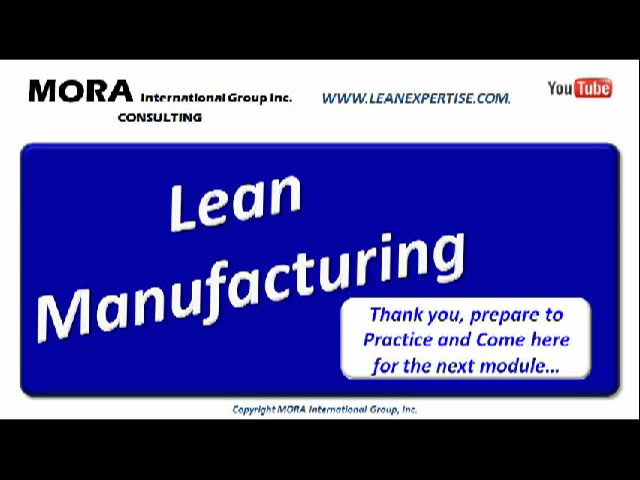 MORA International Group Inc.
CONSULTING
WWW.LEANEXPERTISE.COM.
YouTube
Lean
Manufacturing
Thank you, prepare to
Practice and Come here
for the next module...
Copyright MORA International Group, Inc.